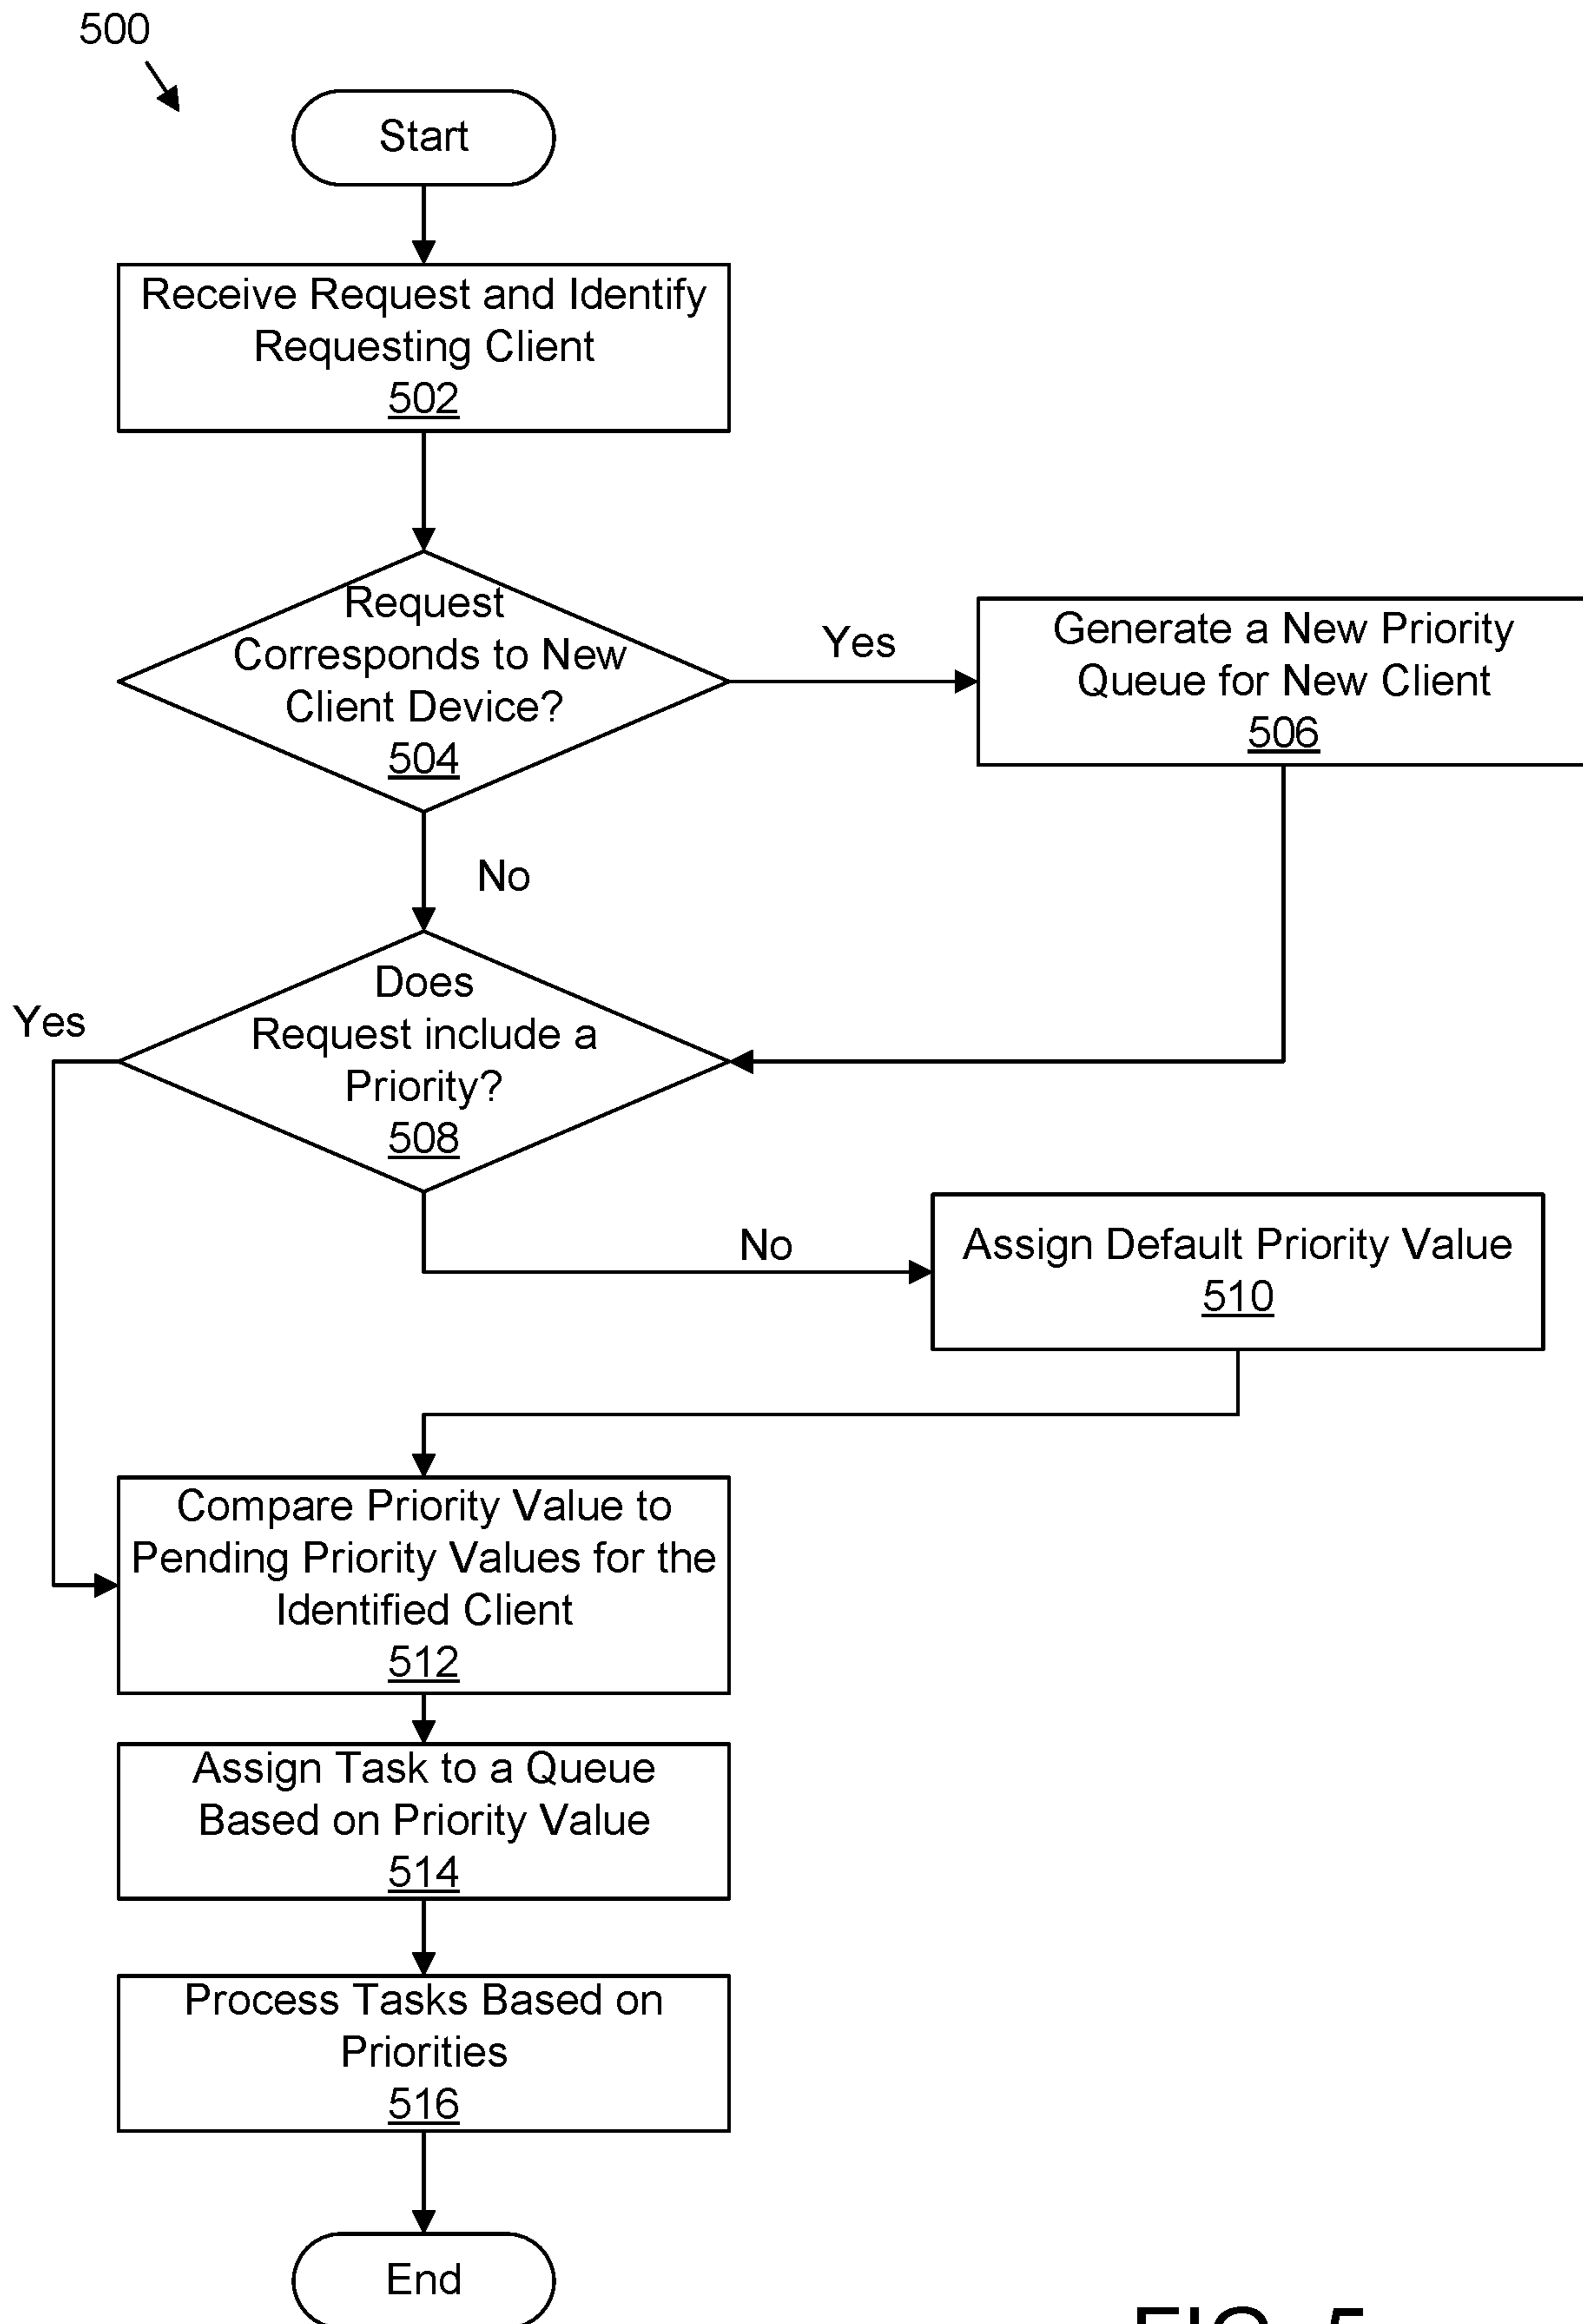 500
Start
Receive Request and Identify
Requesting Client
502
Request
Corresponds to New
Client Device?
504
Yes
Generate a New Priority
Queue for New Client
506
No
Does
Request include a
Priority?
508
Yes
No
Assign Default Priority Value
510
Compare Priority Value to
Pending Priority Values for the
Identified Client
512
Assign Task to a Queue
Based on Priority Value
514
Process Tasks Based on
Priorities
516
End
FIG. 5